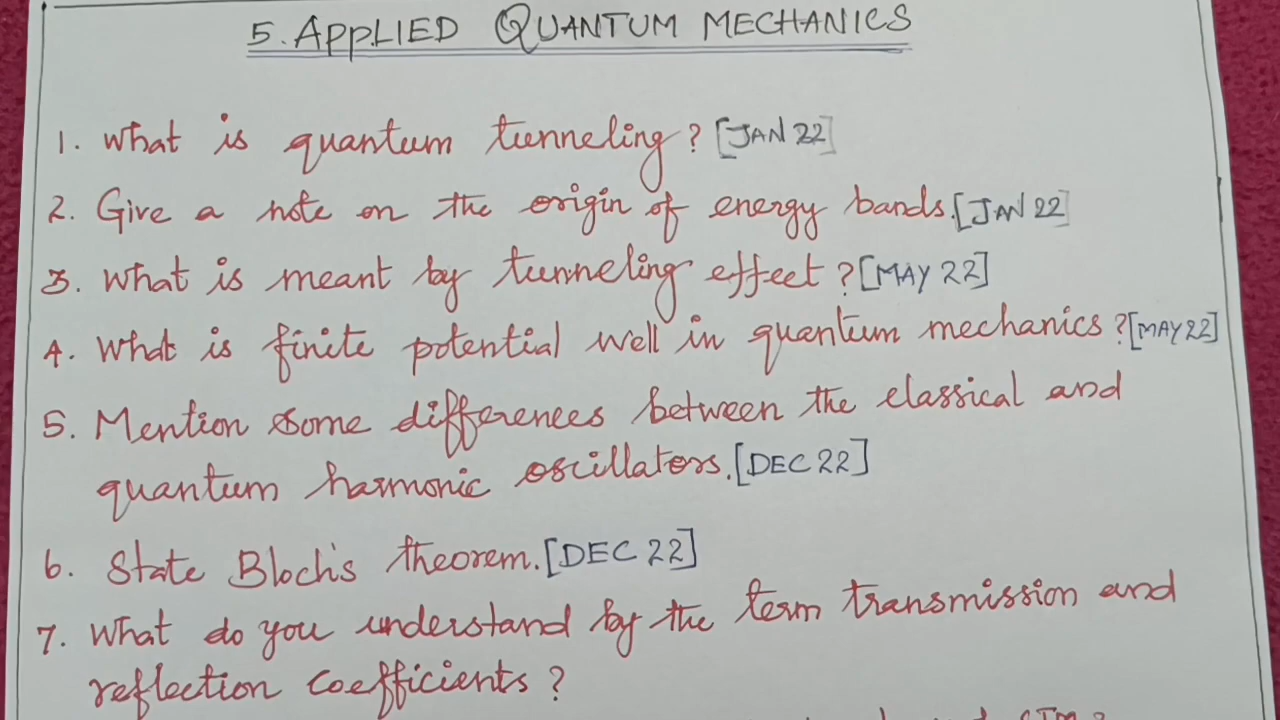 5. APPLIED QUANTUM MECHANICS
1. What is quantum tunneling? [JAN 22]
2. Give a note on the origin of energy bands. [JAN 22]
3. What is meant by tunneling effect? [MAY 22]
4. What is finite potential well in quantum mechanics? [MAY 22]
5. Mention some differences between the classical and
quantum harmonic oscillators. [DEC 22]
6. State Bloch's theorem. [DEC 22]
7. What do you understand by the term transmission and
reflection coefficients?